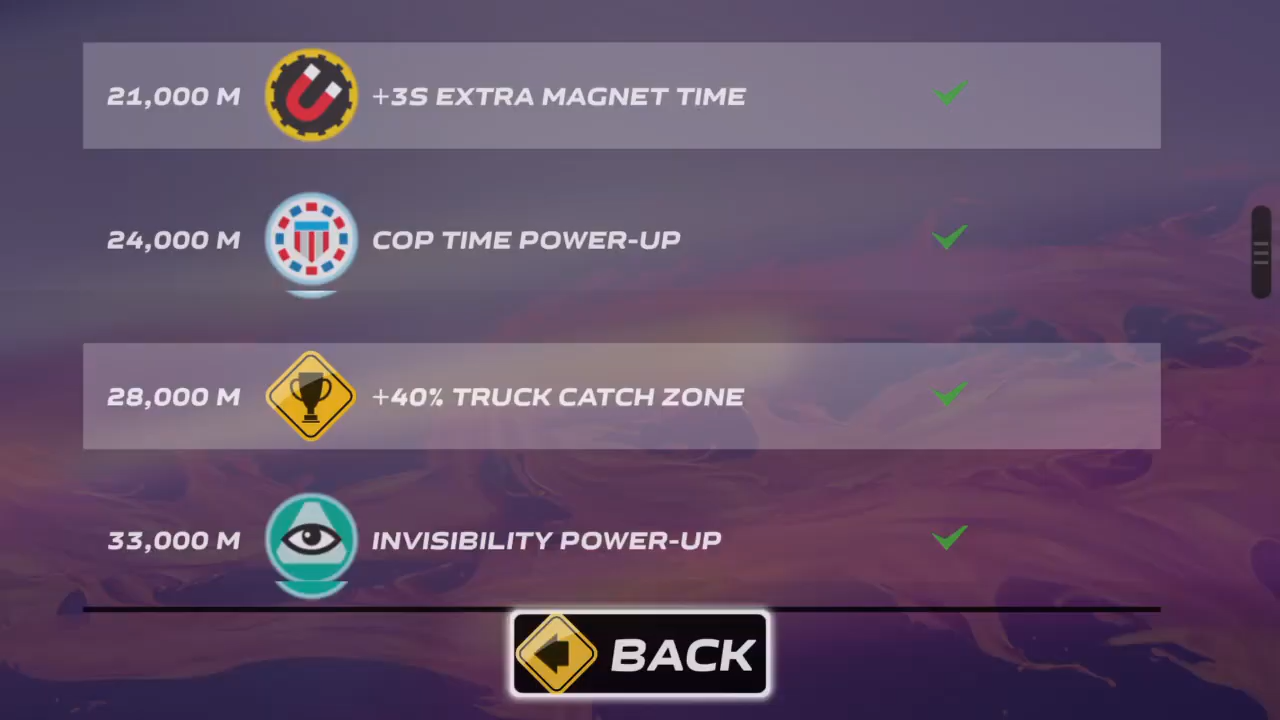 21,000 M +3S EXTRA MAGNET TIME
24,000 M COP TIME POWER-UP
28,000 M +40% TRUCK CATCH ZONE
33,000 M INVISIBILITY POWER-UP
BACK